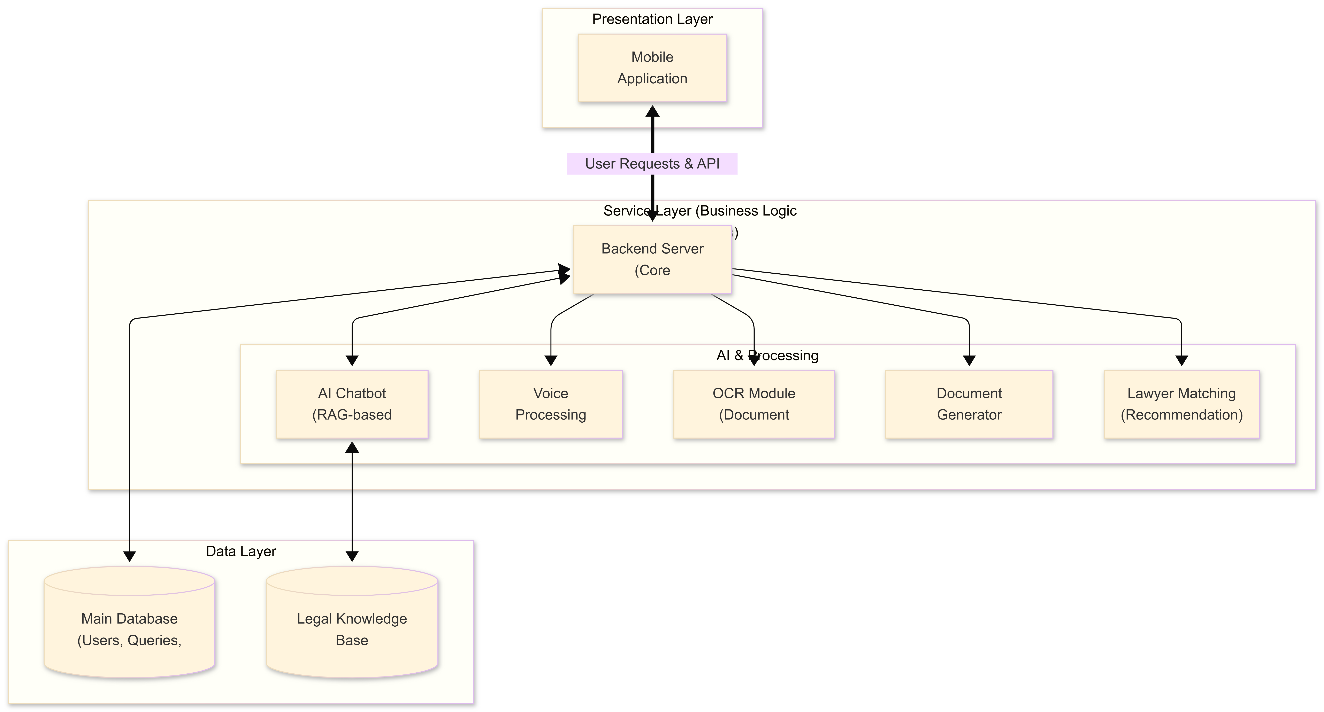 Presentation Layer
Mobile
Application
User Requests & API
Service Layer (Business Logic
)
Backend Server
(Core
AI & Processing
AI Chatbot
(RAG-based
Voice
Processing
OCR Module
(Document
Document
Generator
Lawyer Matching
(Recommendation)
Data Layer
Main Database
(Users, Queries,
Legal Knowledge
Base